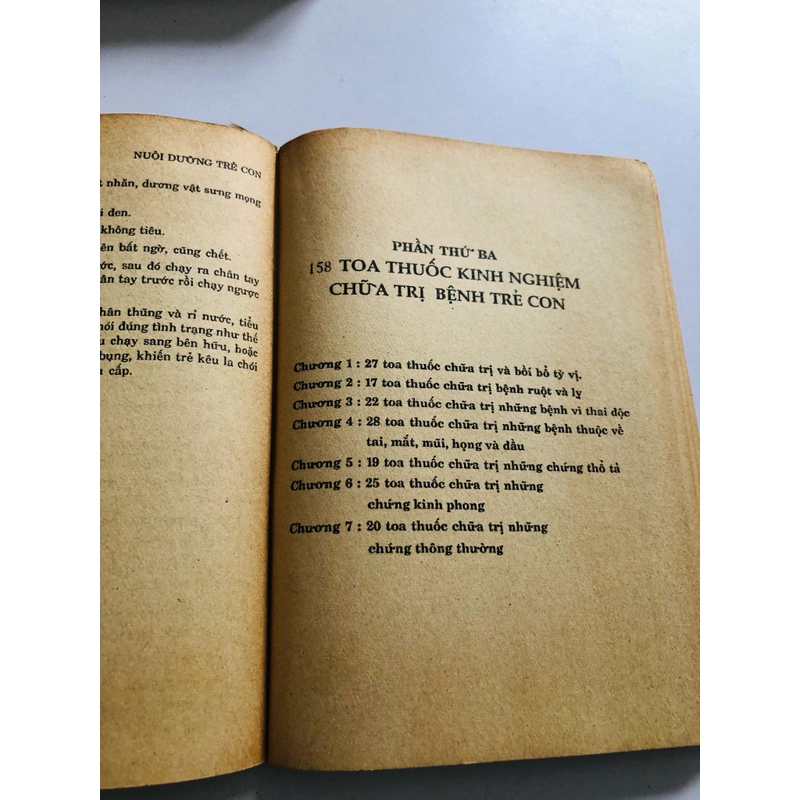 NUÔI DƯỠNG TRẺ CON
nhăn, dương vật sưng mọng
đen.
không tiêu.
bất ngờ, cũng chết.
sau đó chạy ra chân tay
tay trước rồi chạy ngược
thũng và rỉ nước, tiểu
đúng tình trạng như thế
chạy sang bên hữu, hoặc
bụng, khiến trẻ kêu la chói
cấp.
PHẦN THỨ BA
158 TOA THUỐC KINH NGHIỆM
CHỮA TRỊ BỆNH TRẺ CON
Chương 1 : 27 toa thuốc chữa trị và bồi bổ tỳ vị.
Chương 2 : 17 toa thuốc chữa trị bệnh ruột và lỵ
Chương 3 : 22 toa thuốc chữa trị những bệnh vì thai độc
Chương 4 : 28 toa thuốc chữa trị những bệnh thuộc về
tai, mắt, mũi, họng và đầu
Chương 5 : 19 toa thuốc chữa trị những chứng thổ tả
Chương 6 : 25 toa thuốc chữa trị những
chứng kinh phong
Chương 7 : 20 toa thuốc chữa trị những
chứng thông thường